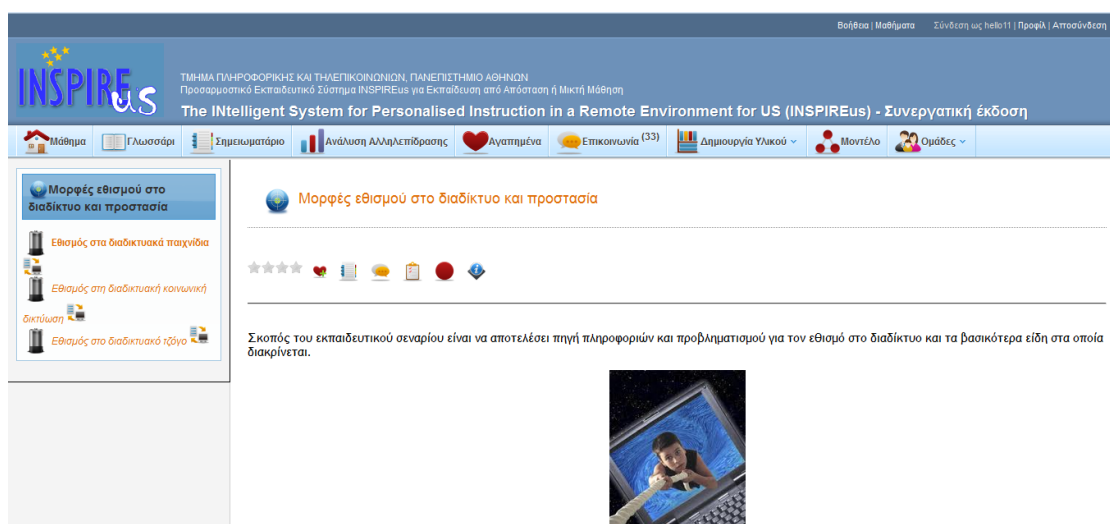 Βοήθεια | Μαθήματα Σύνδεση ως hello11 | Προφίλ | Αποσύνδεση
INSPIREus
ΤΜΗΜΑ ΠΛΗΡΟΦΟΡΙΚΗΣ ΚΑΙ ΤΗΛΕΠΙΚΟΙΝΩΝΙΩΝ, ΠΑΝΕΠΙΣΤΗΜΙΟ ΑΘΗΝΩΝ
Προσαρμοστικό Εκπαιδευτικό Σύστημα INSPIREus για Εκπαίδευση από Απόσταση ή Μικτή Μάθηση
The INtelligent System for Personalised Instruction in a Remote Environment for US (INSPIREus) - Συνεργατική έκδοση
Μάθημα Γλωσσάρι Σημειωματάριο Ανάλυση Αλληλεπίδρασης Αγαπημένα Επικοινωνία (33) Δημιουργία Υλικού Μοντέλο Ομάδες
Μορφές εθισμού στο
διαδίκτυο και προστασία
Εθισμός στα διαδικτυακά παιχνίδια
Εθισμός στη διαδικτυακή κοινωνική
δικτύωση
Εθισμός στο διαδικτυακό τζόγο
Μορφές εθισμού στο διαδίκτυο και προστασία
Σκοπός του εκπαιδευτικού σεναρίου είναι να αποτελέσει πηγή πληροφοριών και προβληματισμού για τον εθισμό στο διαδίκτυο και τα βασικότερα είδη στα οποία
διακρίνεται.